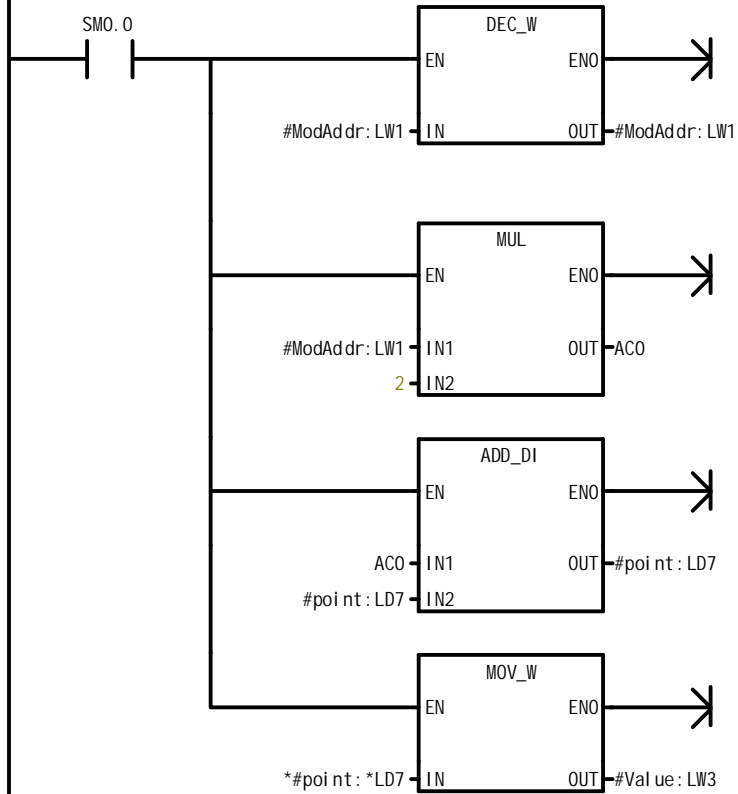 SM0.0
DEC_W
EN ENO
#ModAddr:LW1 IN OUT #ModAddr:LW1
MUL
EN ENO
#ModAddr:LW1 IN1 OUT AC0
2 IN2
ADD_DI
EN ENO
AC0 IN1 OUT #point:LD7
#point:LD7 IN2
MOV_W
EN ENO
*#point:*LD7 IN OUT #Value:LW3